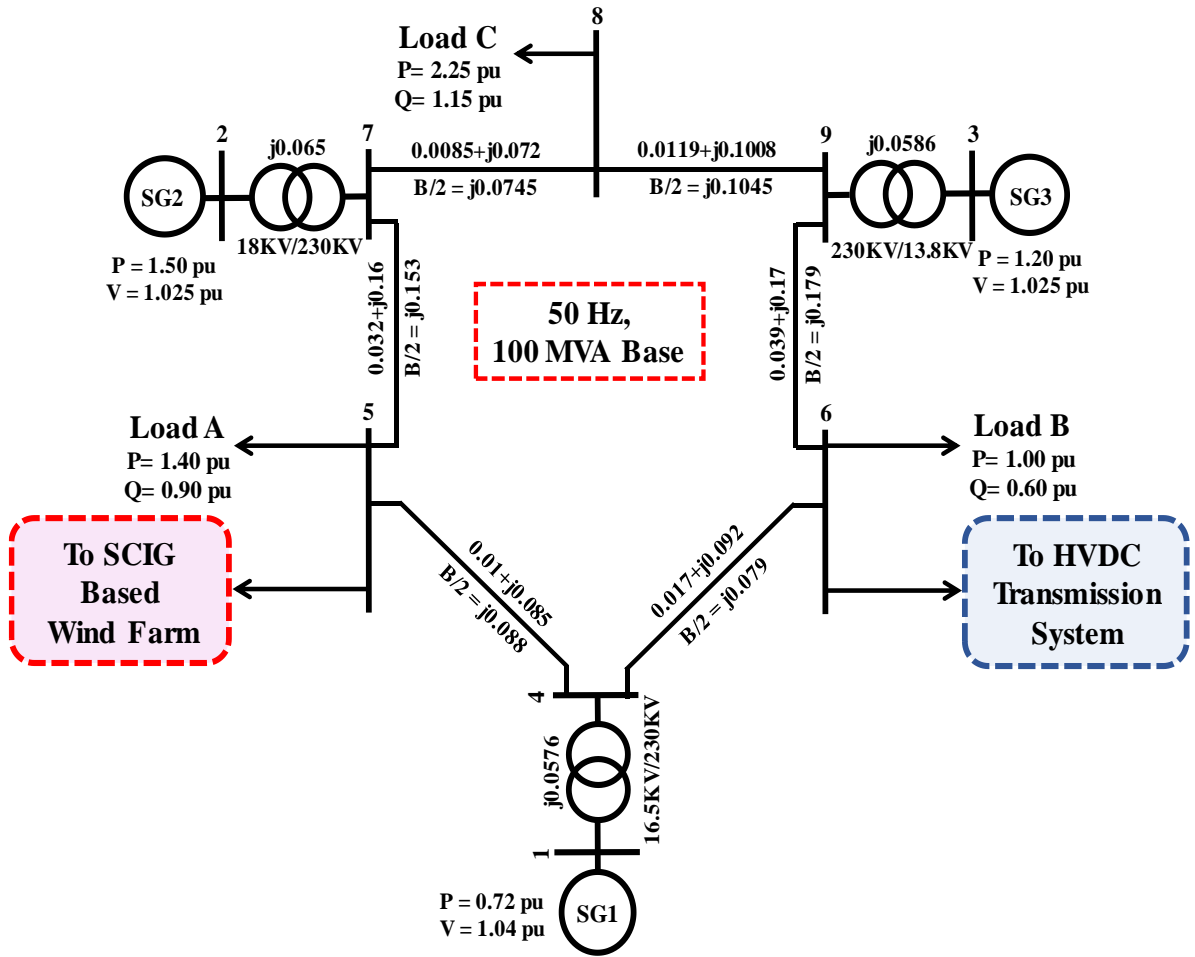 8
Load C
P= 2.25 pu
Q= 1.15 pu
2
j0.065
7
0.0085+j0.072
B/2 = j0.0745
0.0119+j0.1008
B/2 = j0.1045
9
j0.0586
3
SG2
18KV/230KV
P = 1.50 pu
V = 1.025 pu
230KV/13.8KV
SG3
P = 1.20 pu
V = 1.025 pu
0.032+j0.16
B/2 = j0.153
50 Hz,
100 MVA Base
0.039+j0.17
B/2 = j0.179
5
Load A
P= 1.40 pu
Q= 0.90 pu
6
Load B
P= 1.00 pu
Q= 0.60 pu
To SCIG
Based
Wind Farm
0.01+j0.085
B/2 = j0.088
0.017+j0.092
B/2 = j0.079
To HVDC
Transmission
System
4
j0.0576
16.5KV/230KV
1
P = 0.72 pu
V = 1.04 pu
SG1